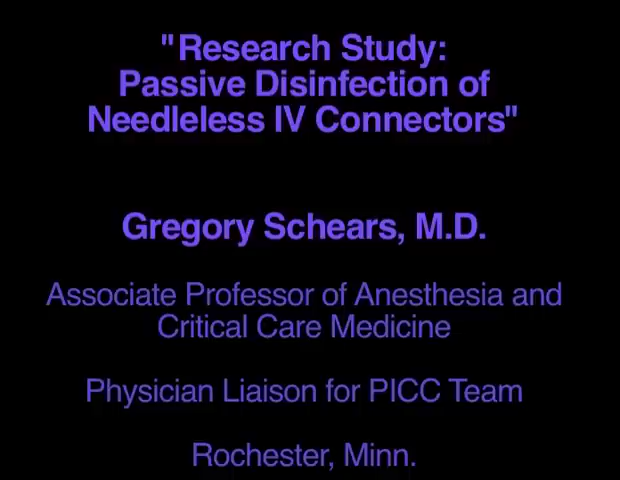 "Research Study:
Passive Disinfection of
Needleless IV Connectors"
Gregory Schears, M.D.
Associate Professor of Anesthesia and
Critical Care Medicine
Physician Liaison for PICC Team
Rochester, Minn.